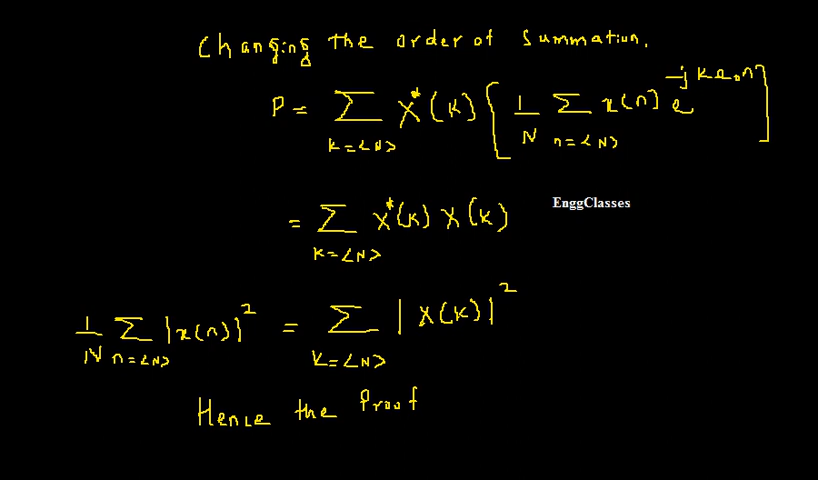 Changing the order of summation.
P = ∑ X*(K) [ 1/N ∑ x(n) e^{-jKΩ₀n} ]
K=<N> n=<N>
= ∑ X*(K) X(K)
K=<N>
EnggClasses
1/N ∑ |x(n)|² = ∑ |X(K)|²
n=<N> K=<N>
Hence the Proof